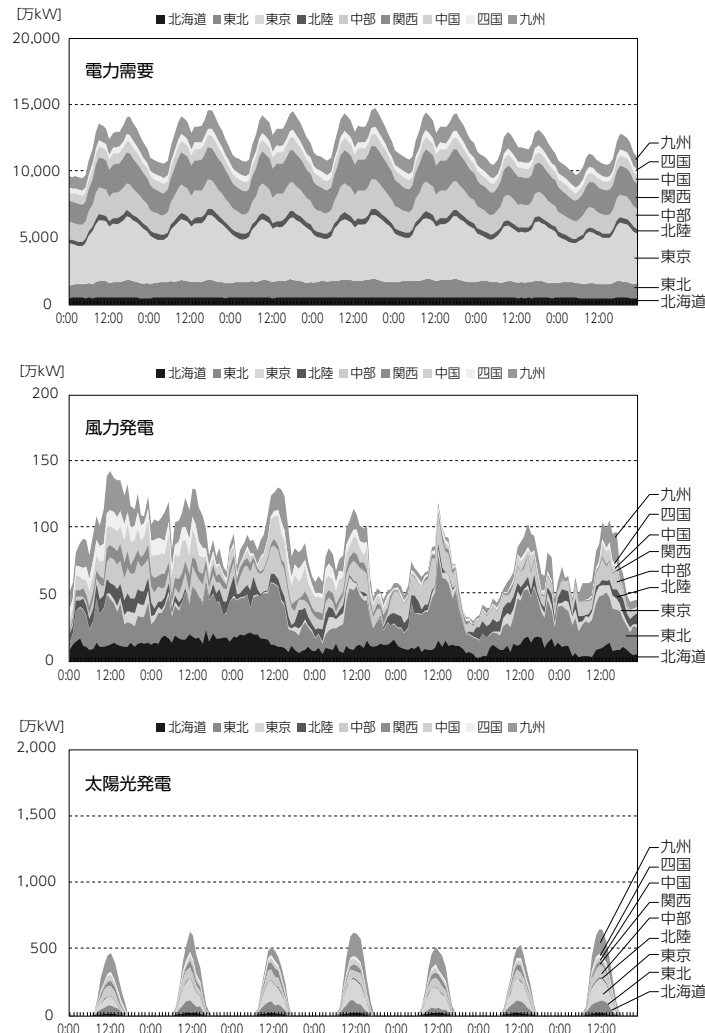 [万kW]
■北海道 ■東北 ■東京 ■北陸 ■中部 ■関西 ■中国 ■四国 ■九州
20,000
電力需要
15,000
10,000
5,000
0
九州
四国
中国
関西
中部
北陸
東京
東北
北海道
0:00 12:00 0:00 12:00 0:00 12:00 0:00 12:00 0:00 12:00 0:00 12:00 0:00 12:00
[万kW]
■北海道 ■東北 ■東京 ■北陸 ■中部 ■関西 ■中国 ■四国 ■九州
200
風力発電
150
100
50
0
九州
四国
中国
関西
中部
北陸
東京
東北
北海道
0:00 12:00 0:00 12:00 0:00 12:00 0:00 12:00 0:00 12:00 0:00 12:00 0:00 12:00
[万kW]
■北海道 ■東北 ■東京 ■北陸 ■中部 ■関西 ■中国 ■四国 ■九州
2,000
太陽光発電
1,500
1,000
500
0
九州
四国
中国
関西
中部
北陸
東京
東北
北海道
0:00 12:00 0:00 12:00 0:00 12:00 0:00 12:00 0:00 12:00 0:00 12:00 0:00 12:00